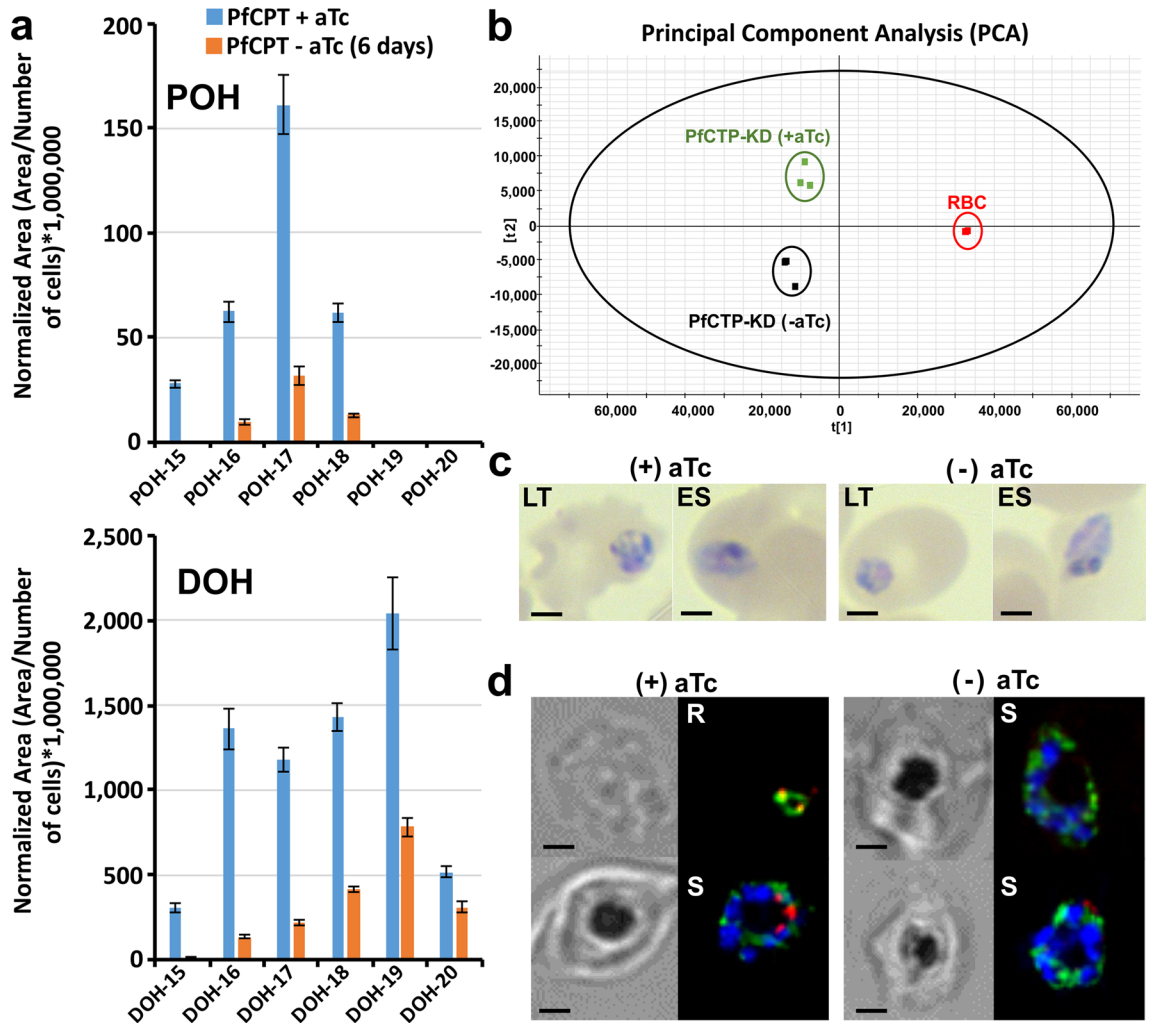 a
PfCPT + aTc
PfCPT - aTc (6 days)
POH
Normalized Area (Area/Number
of cells)*1,000,000
200
150
100
50
0
POH-15
POH-16
POH-17
POH-18
POH-19
POH-20
DOH
Normalized Area (Area/Number
of cells)*1,000,000
2,500
2,000
1,500
1,000
500
0
DOH-15
DOH-16
DOH-17
DOH-18
DOH-19
DOH-20
b
Principal Component Analysis (PCA)
20,000
15,000
10,000
5,000
0
-5,000
-10,000
-15,000
-20,000
[t2]
PfCTP-KD (+aTc)
RBC
PfCTP-KD (-aTc)
60,000 40,000 20,000 0 20,000 40,000 60,000
t[1]
c
(+) aTc
(-) aTc
LT
ES
LT
ES
d
(+) aTc
(-) aTc
R
S
S
S